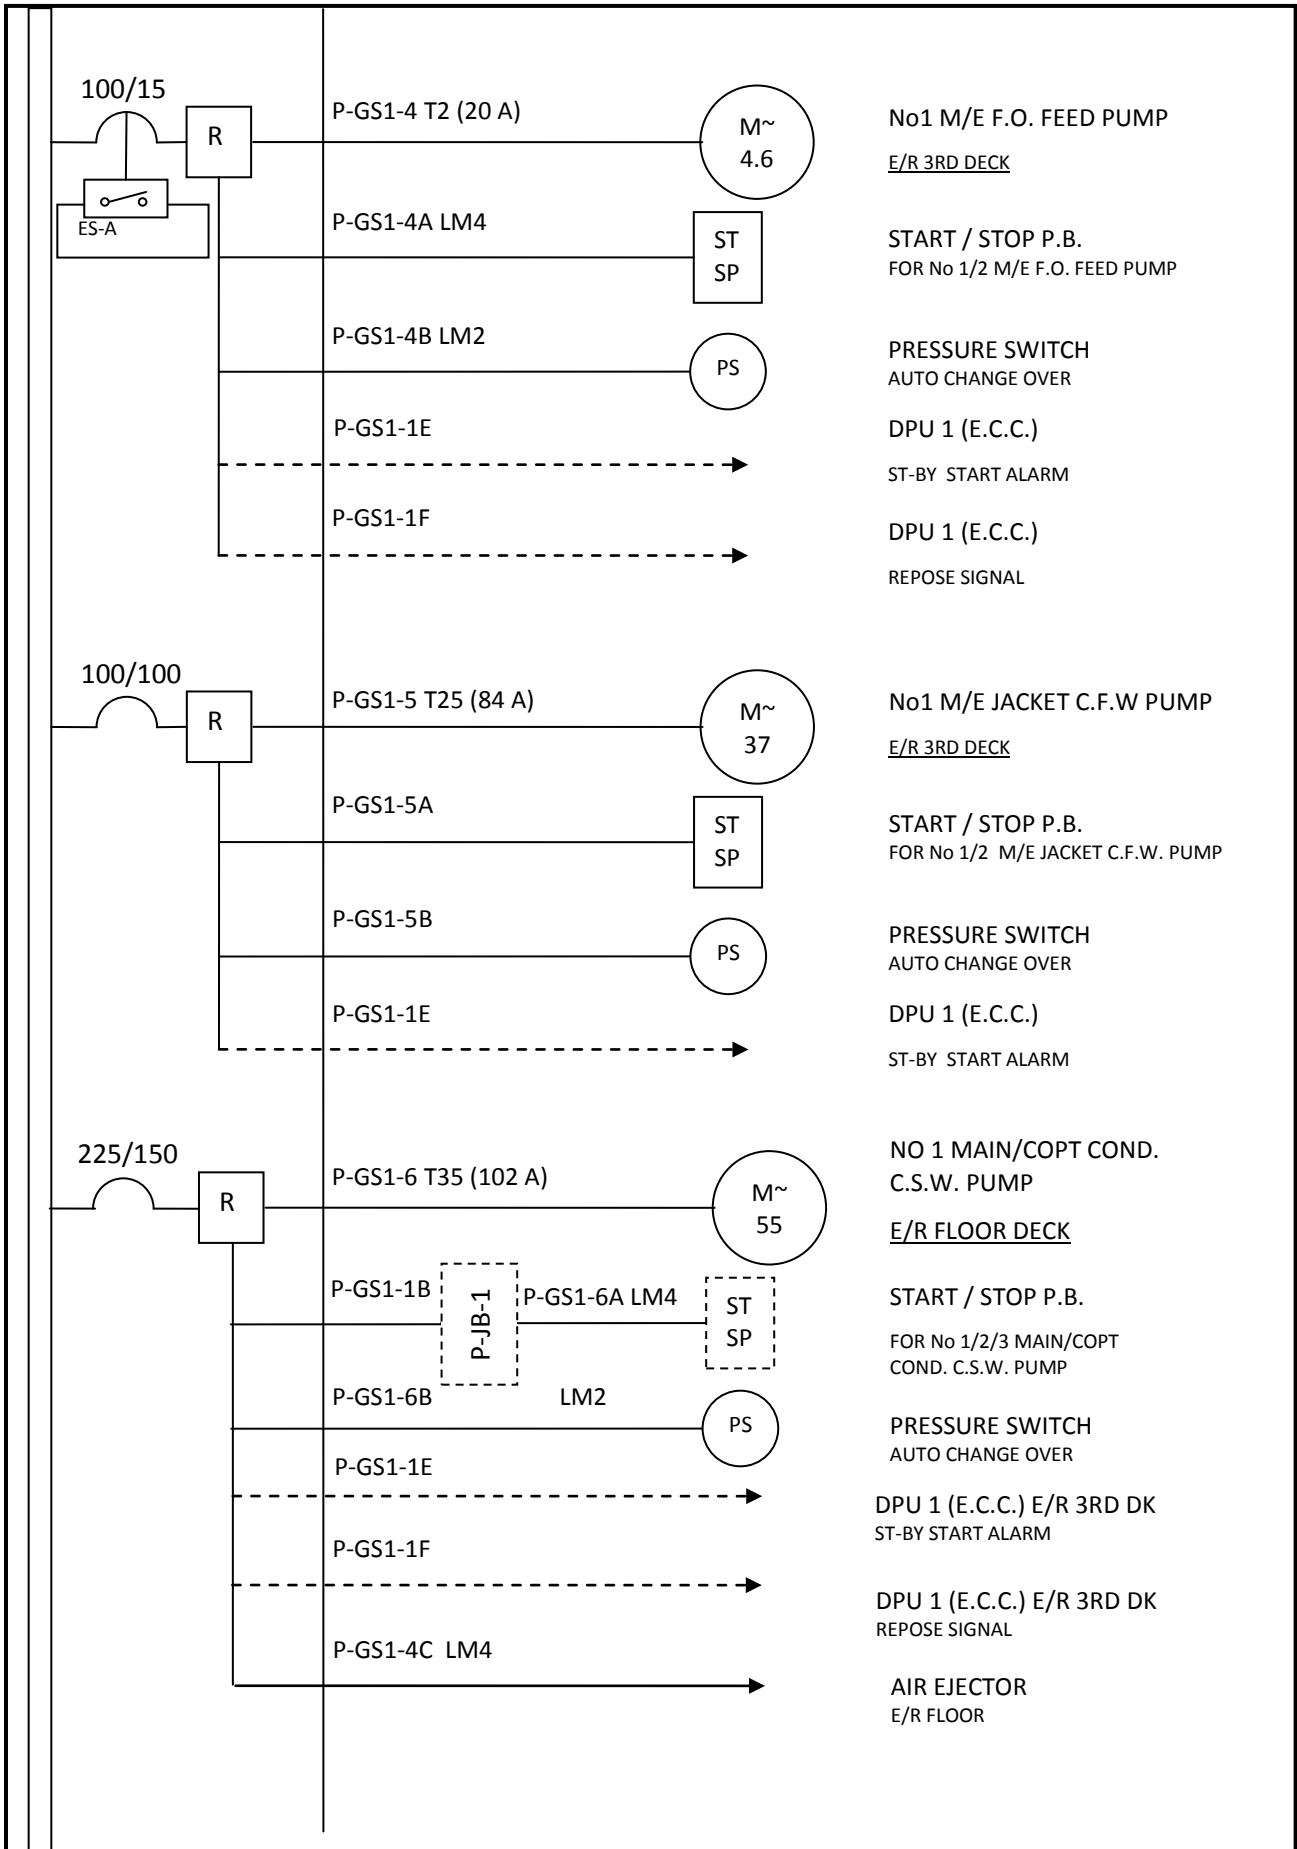 100/15
R
P-GS1-4 T2 (20 A)
M~
4.6
No1 M/E F.O. FEED PUMP
E/R 3RD DECK
ES-A
P-GS1-4A LM4
ST
SP
START / STOP P.B.
FOR No 1/2 M/E F.O. FEED PUMP
P-GS1-4B LM2
PS
PRESSURE SWITCH
AUTO CHANGE OVER
P-GS1-1E
DPU 1 (E.C.C.)
ST-BY  START ALARM
P-GS1-1F
DPU 1 (E.C.C.)
REPOSE SIGNAL
100/100
R
P-GS1-5 T25 (84 A)
M~
37
No1 M/E JACKET C.F.W PUMP
E/R 3RD DECK
P-GS1-5A
ST
SP
START / STOP P.B.
FOR No 1/2  M/E JACKET C.F.W. PUMP
P-GS1-5B
PS
PRESSURE SWITCH
AUTO CHANGE OVER
P-GS1-1E
DPU 1 (E.C.C.)
ST-BY  START ALARM
225/150
R
P-GS1-6 T35 (102 A)
M~
55
NO 1 MAIN/COPT COND.
C.S.W. PUMP
E/R FLOOR DECK
P-GS1-1B
P-JB-1
P-GS1-6A LM4
ST
SP
START / STOP P.B.
FOR No 1/2/3 MAIN/COPT
COND. C.S.W. PUMP
P-GS1-6B LM2
PS
PRESSURE SWITCH
AUTO CHANGE OVER
P-GS1-1E
DPU 1 (E.C.C.) E/R 3RD DK
ST-BY START ALARM
P-GS1-1F
DPU 1 (E.C.C.) E/R 3RD DK
REPOSE SIGNAL
P-GS1-4C  LM4
AIR EJECTOR
E/R FLOOR